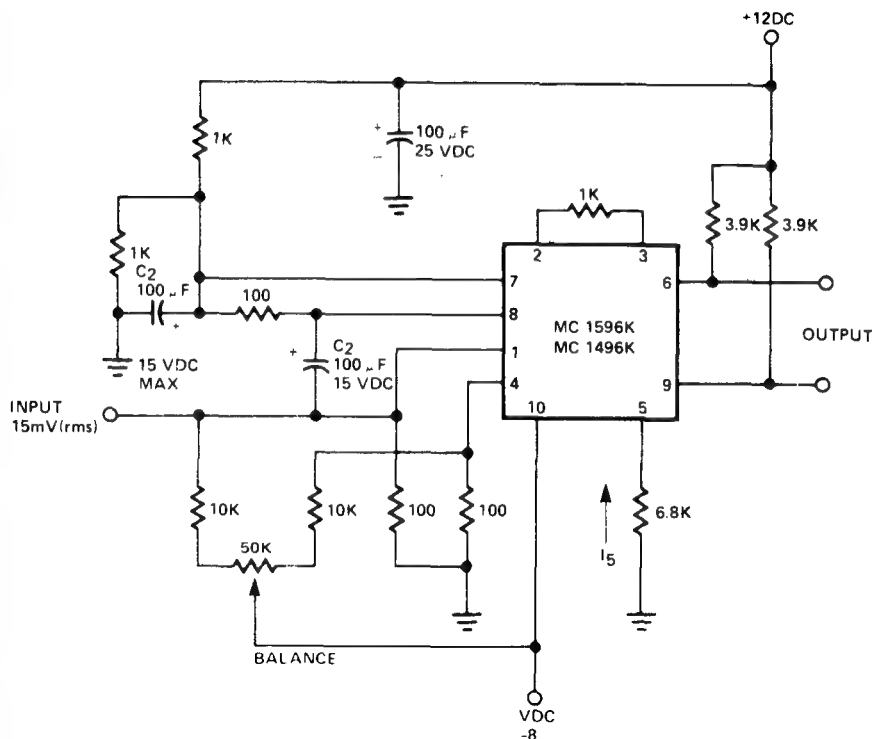 +12DC
1K
+
100 µF
25 VDC
−
1K
2
3
3.9K
3.9K
1K
C2
100 µF
+
100
7
8
1
4
10
5
6
9
MC 1596K
MC 1496K
OUTPUT
15 VDC
MAX
+
C2
100 µF
15 VDC
INPUT
15mV(rms)
10K
10K
100
100
50K
I5
6.8K
BALANCE
VDC
-8